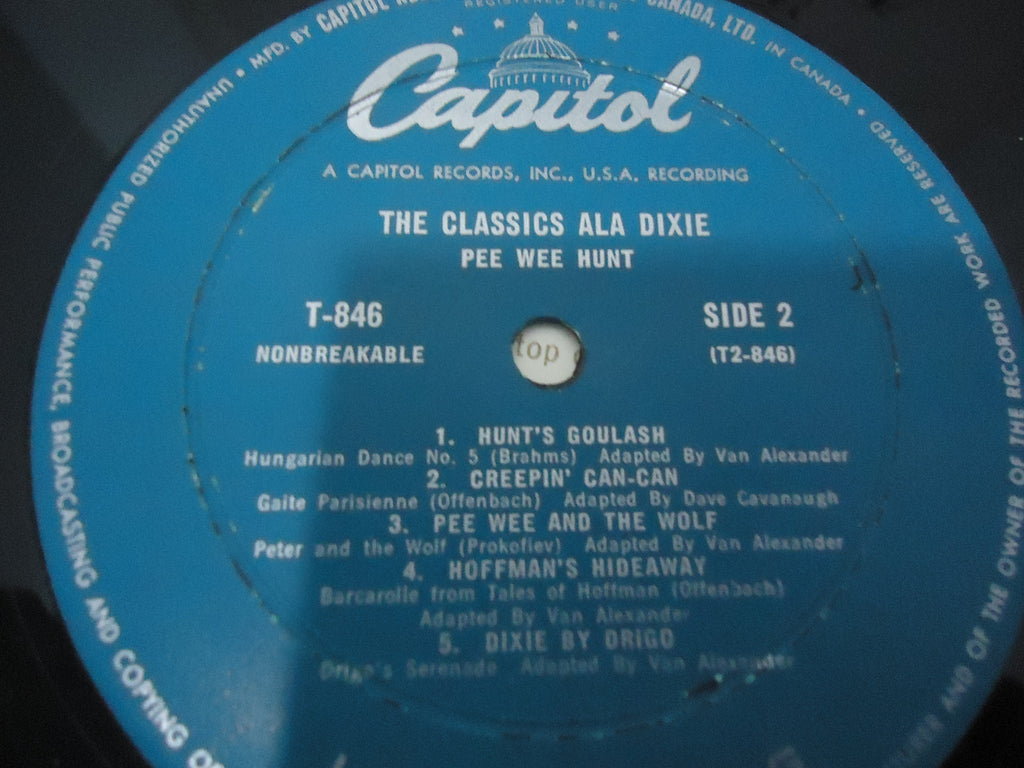 MFD. BY CAPITOL
CANADA, LTD. IN CANADA •
REGISTERED USER
Capitol
A CAPITOL RECORDS, INC., U.S.A. RECORDING
THE CLASSICS ALA DIXIE
PEE WEE HUNT
T-846 SIDE 2
NONBREAKABLE (T2-846)
top
1. HUNT'S GOULASH
Hungarian Dance No. 5 (Brahms) Adapted By Van Alexander
2. CREEPIN' CAN-CAN
Gaite Parisienne (Offenbach) Adapted By Dave Cavanaugh
3. PEE WEE AND THE WOLF
Peter and the Wolf (Prokofiev) Adapted By Van Alexander
4. HOFFMAN'S HIDEAWAY
Barcarolle from Tales of Hoffman (Offenbach)
Adapted By Van Alexander
5. DIXIE BY DRIGO
Drigo's Serenade Adapted By Van Alexander
UNAUTHORIZED PUBLIC PERFORMANCE, BROADCASTING AND COPYING OF
AND OF THE OWNER OF THE RECORDED WORK ARE RESERVED